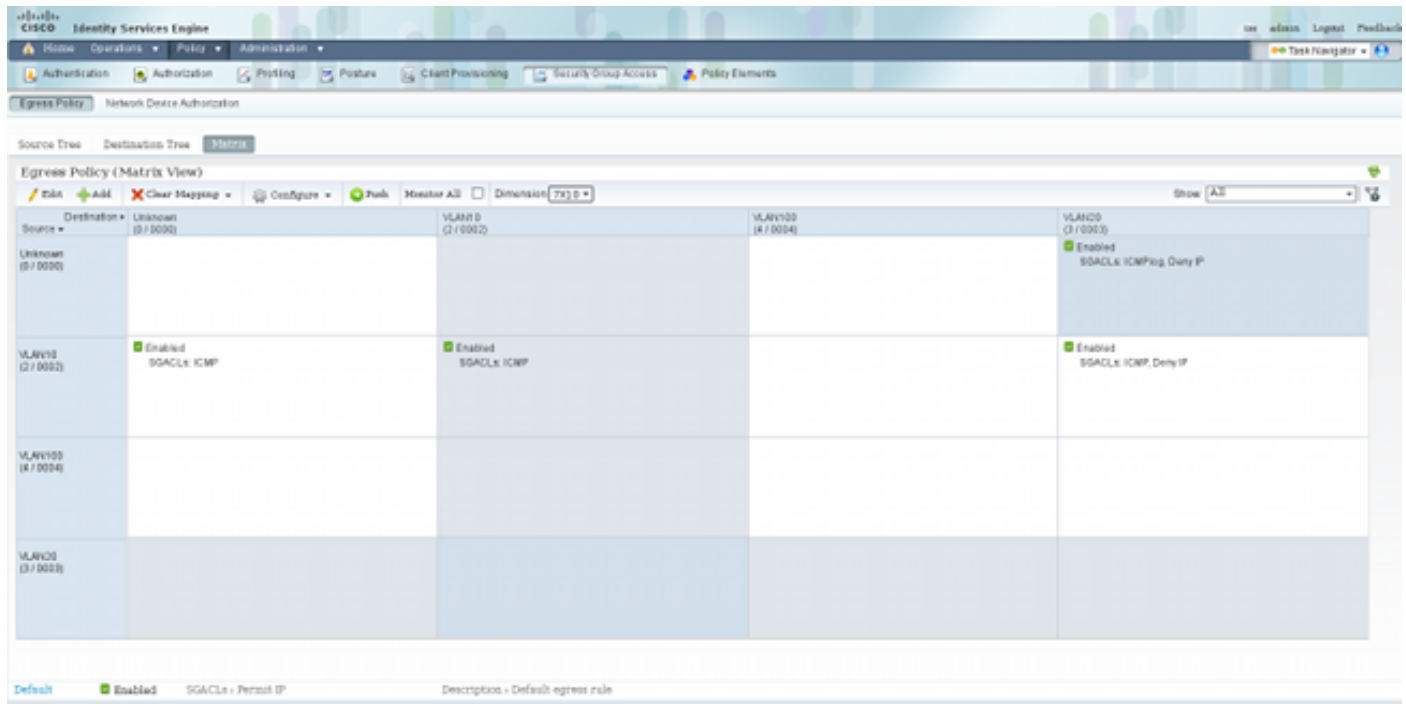 CISCO Identity Services Engine
ise admin Logout Feedback
Home Operations Policy Administration
Task Navigator
Authentication Authorization Profiling Posture Client Provisioning Security Group Access Policy Elements
Egress Policy Network Device Authorization
Source Tree Destination Tree Matrix
Egress Policy (Matrix View)
Edit Add Clear Mapping Configure Push Monitor All Dimension 7X10 Show All
Destination Unknown (0 / 0000) VLAN10 (2 / 0002) VLAN100 (4 / 0004) VLAN20 (3 / 0003)
Source
Unknown (0 / 0000)
Enabled
SGACLs: ICMPlog, Deny IP
VLAN10 (2 / 0002)
Enabled
SGACLs: ICMP
Enabled
SGACLs: ICMP
Enabled
SGACLs: ICMP, Deny IP
VLAN100 (4 / 0004)
VLAN20 (3 / 0003)
Default Enabled SGACLs : Permit IP Description : Default egress rule